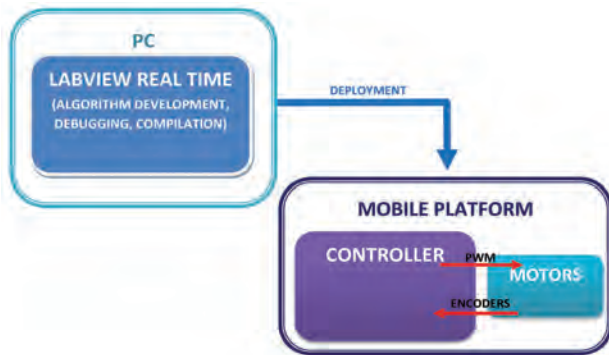 PC
LABVIEW REAL TIME
(ALGORITHM DEVELOPMENT,
DEBUGGING, COMPILATION)
DEPLOYMENT
MOBILE PLATFORM
CONTROLLER
PWM
MOTORS
ENCODERS